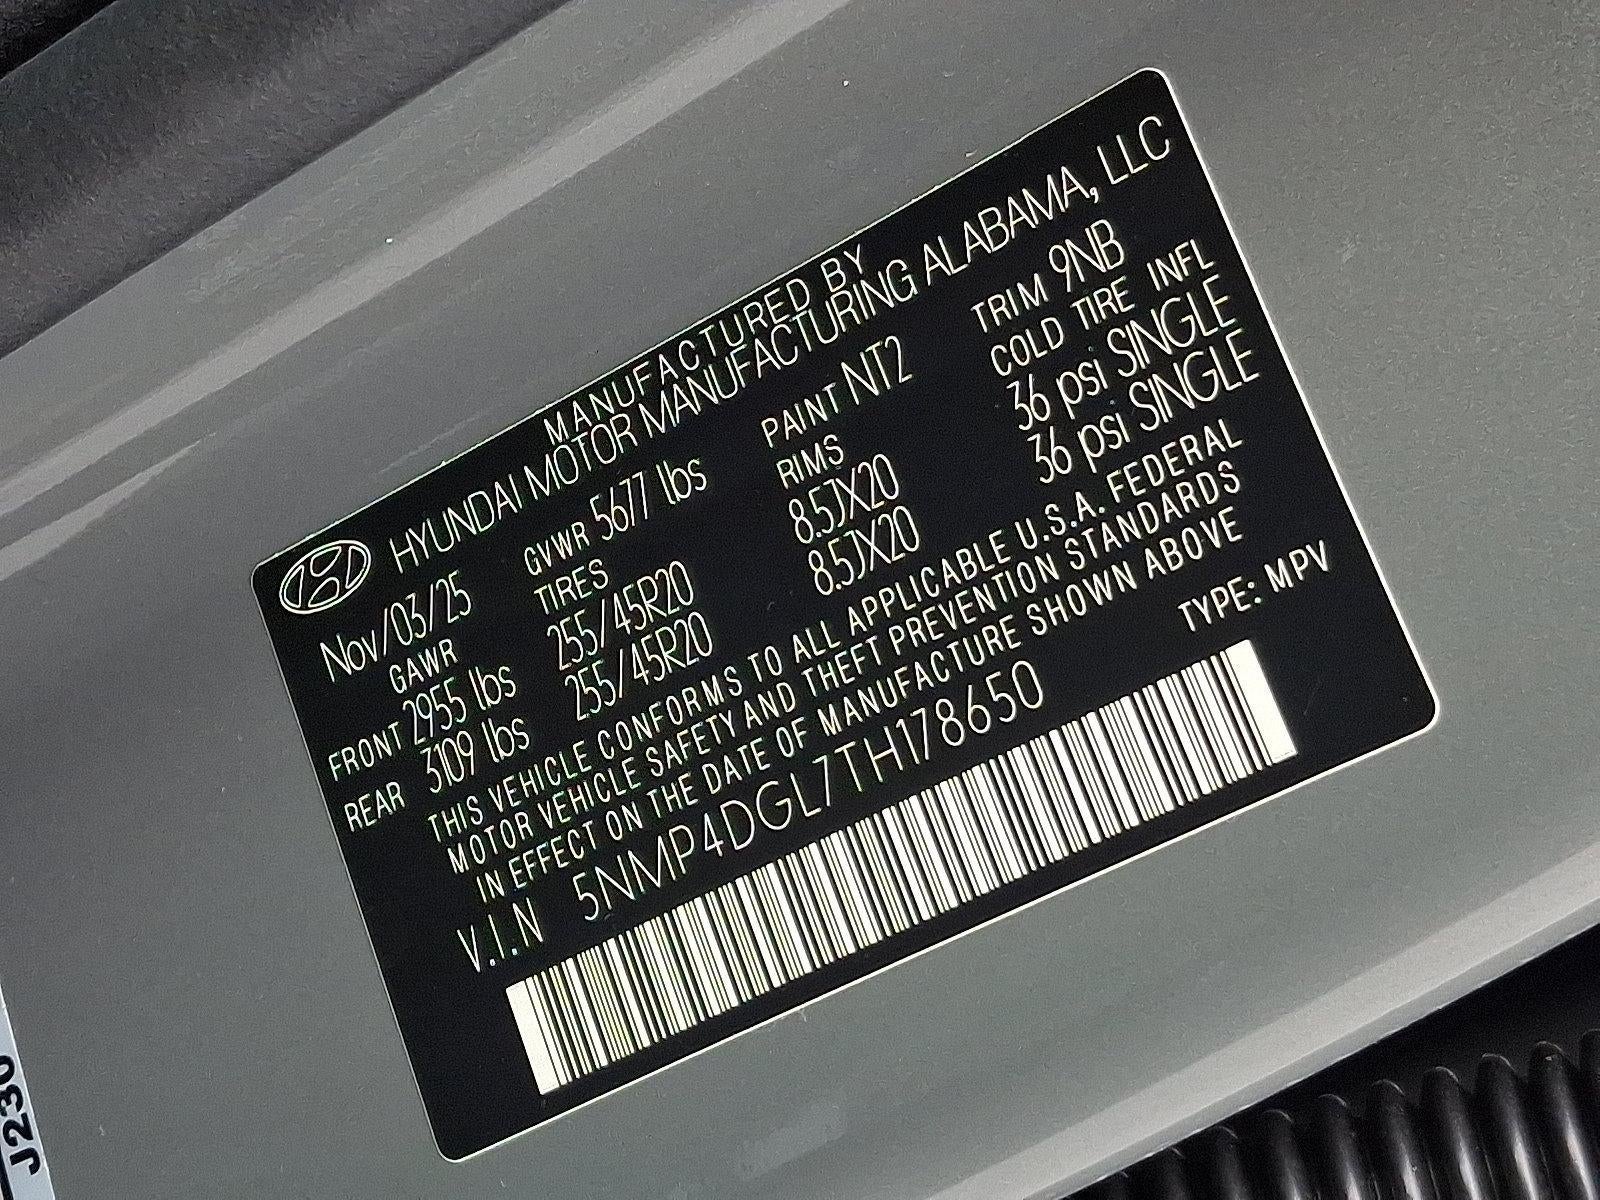 MANUFACTURED BY
HYUNDAI MOTOR MANUFACTURING ALABAMA, LLC
Nov/03/25 GVWR 5677 lbs PAINT NT2 TRIM 9NB
GAWR TIRES RIMS COLD TIRE INFL
FRONT 2955 lbs 255/45R20 8.5JX20 36 psi SINGLE
REAR 3109 lbs 255/45R20 8.5JX20 36 psi SINGLE
THIS VEHICLE CONFORMS TO ALL APPLICABLE U.S.A. FEDERAL
MOTOR VEHICLE SAFETY AND THEFT PREVENTION STANDARDS
IN EFFECT ON THE DATE OF MANUFACTURE SHOWN ABOVE
V.I.N 5NMP4DGL7TH178650 TYPE: MPV
J230